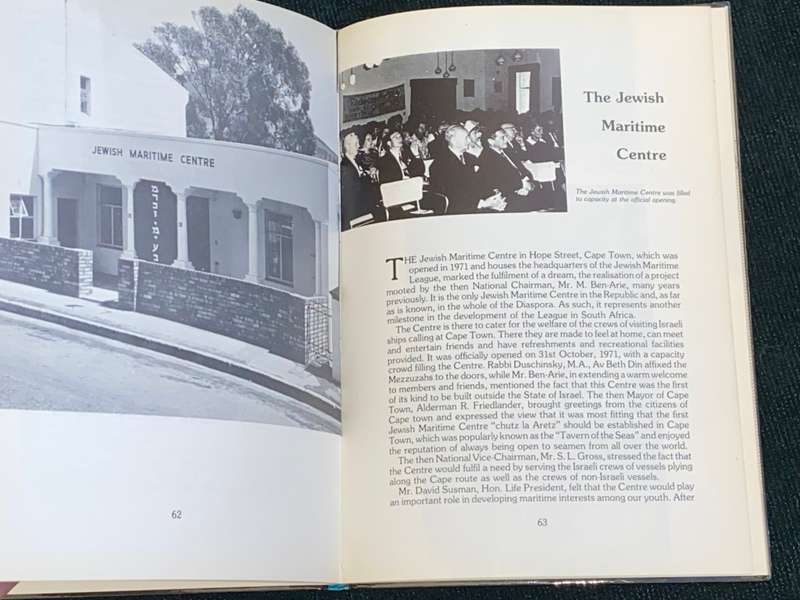 JEWISH MARITIME CENTRE
62
The Jewish
Maritime
Centre
The Jewish Maritime Centre was filled
to capacity at the official opening.
THE Jewish Maritime Centre in Hope Street, Cape Town, which was
opened in 1971 and houses the headquarters of the Jewish Maritime
League, marked the fulfilment of a dream, the realisation of a project
mooted by the then National Chairman, Mr. M. Ben-Arie, many years
previously. It is the only Jewish Maritime Centre in the Republic and, as far
as is known, in the whole of the Diaspora. As such, it represents another
milestone in the development of the League in South Africa.
The Centre is there to cater for the welfare of the crews of visiting Israeli
ships calling at Cape Town. There they are made to feel at home, can meet
and entertain friends and have refreshments and recreational facilities
provided. It was officially opened on 31st October, 1971, with a capacity
crowd filling the Centre. Rabbi Duschinsky, M.A., Av Beth Din affixed the
Mezzuzahs to the doors, while Mr. Ben-Arie, in extending a warm welcome
to members and friends, mentioned the fact that this Centre was the first
of its kind to be built outside the State of Israel. The then Mayor of Cape
Town, Alderman R. Friedlander, brought greetings from the citizens of
Cape town and expressed the view that it was most fitting that the first
Jewish Maritime Centre “chutz la Aretz” should be established in Cape
Town, which was popularly known as the “Tavern of the Seas” and enjoyed
the reputation of always being open to seamen from all over the world.
The then National Vice-Chairman, Mr. S. L. Gross, stressed the fact that
the Centre would fulfil a need by serving the Israeli crews of vessels plying
along the Cape route as well as the crews of non-Israeli vessels.
Mr. David Susman, Hon. Life President, felt that the Centre would play
an important role in developing maritime interests among our youth. After
63